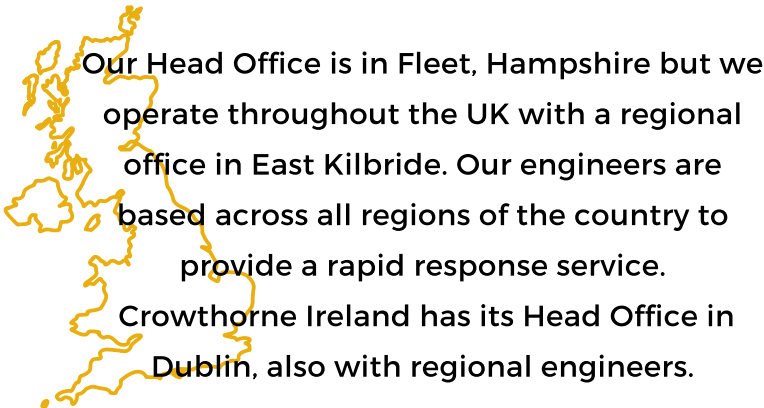 Our Head Office is in Fleet, Hampshire but we
operate throughout the UK with a regional
office in East Kilbride. Our engineers are
based across all regions of the country to
provide a rapid response service.
Crowthorne Ireland has its Head Office in
Dublin, also with regional engineers.